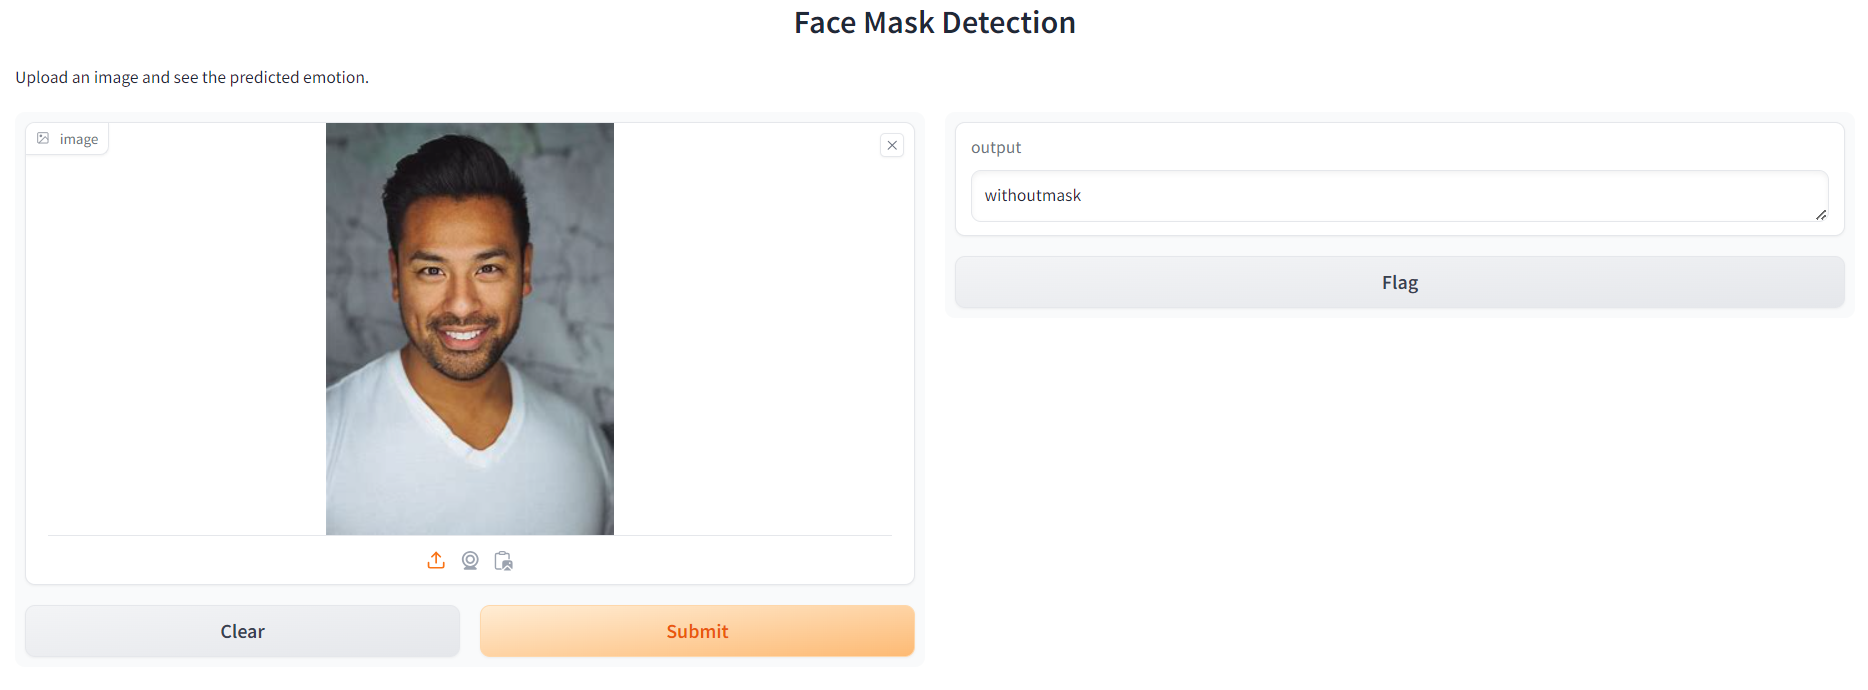 Face Mask Detection
Upload an image and see the predicted emotion.
image
output
withoutmask
Flag
Clear
Submit